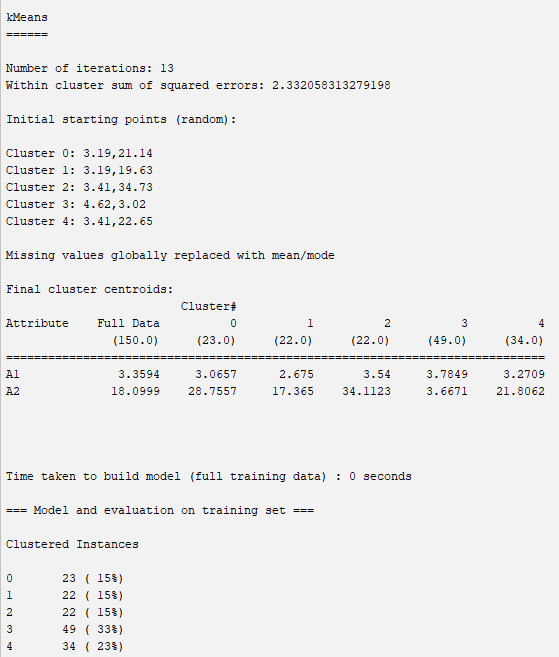 kMeans
======
Number of iterations: 13
Within cluster sum of squared errors: 2.332058313279198
Initial starting points (random):
Cluster 0: 3.19,21.14
Cluster 1: 3.19,19.63
Cluster 2: 3.41,34.73
Cluster 3: 4.62,3.02
Cluster 4: 3.41,22.65
Missing values globally replaced with mean/mode
Final cluster centroids:
Cluster#
Attribute Full Data 0 1 2 3 4
(150.0) (23.0) (22.0) (22.0) (49.0) (34.0)
==============================================================================
A1 3.3594 3.0657 2.675 3.54 3.7849 3.2709
A2 18.0999 28.7557 17.365 34.1123 3.6671 21.8062
Time taken to build model (full training data) : 0 seconds
=== Model and evaluation on training set ===
Clustered Instances
0 23 ( 15%)
1 22 ( 15%)
2 22 ( 15%)
3 49 ( 33%)
4 34 ( 23%)